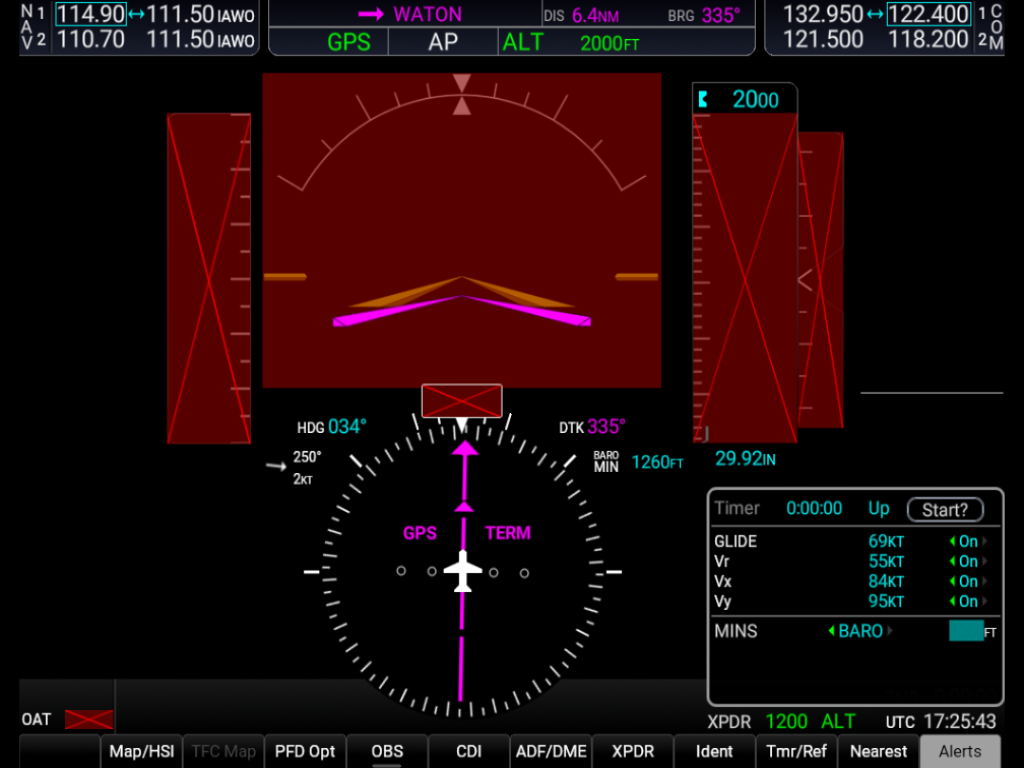 NAV 1 114.90 ↔ 111.50 IAWO
2 110.70 111.50 IAWO
WATON DIS 6.4NM BRG 335°
GPS AP ALT 2000FT
132.950 ↔ 122.400 1 COM
121.500 118.200 2
2000
HDG 034°
DTK 335°
250°
2KT
BARO
MIN 1260FT
29.92IN
GPS TERM
Timer 0:00:00 Up Start?
GLIDE 69KT On
Vr 55KT On
Vx 84KT On
Vy 95KT On
MINS BARO FT
OAT
XPDR 1200 ALT UTC 17:25:43
Map/HSI TFC Map PFD Opt OBS CDI ADF/DME XPDR Ident Tmr/Ref Nearest Alerts